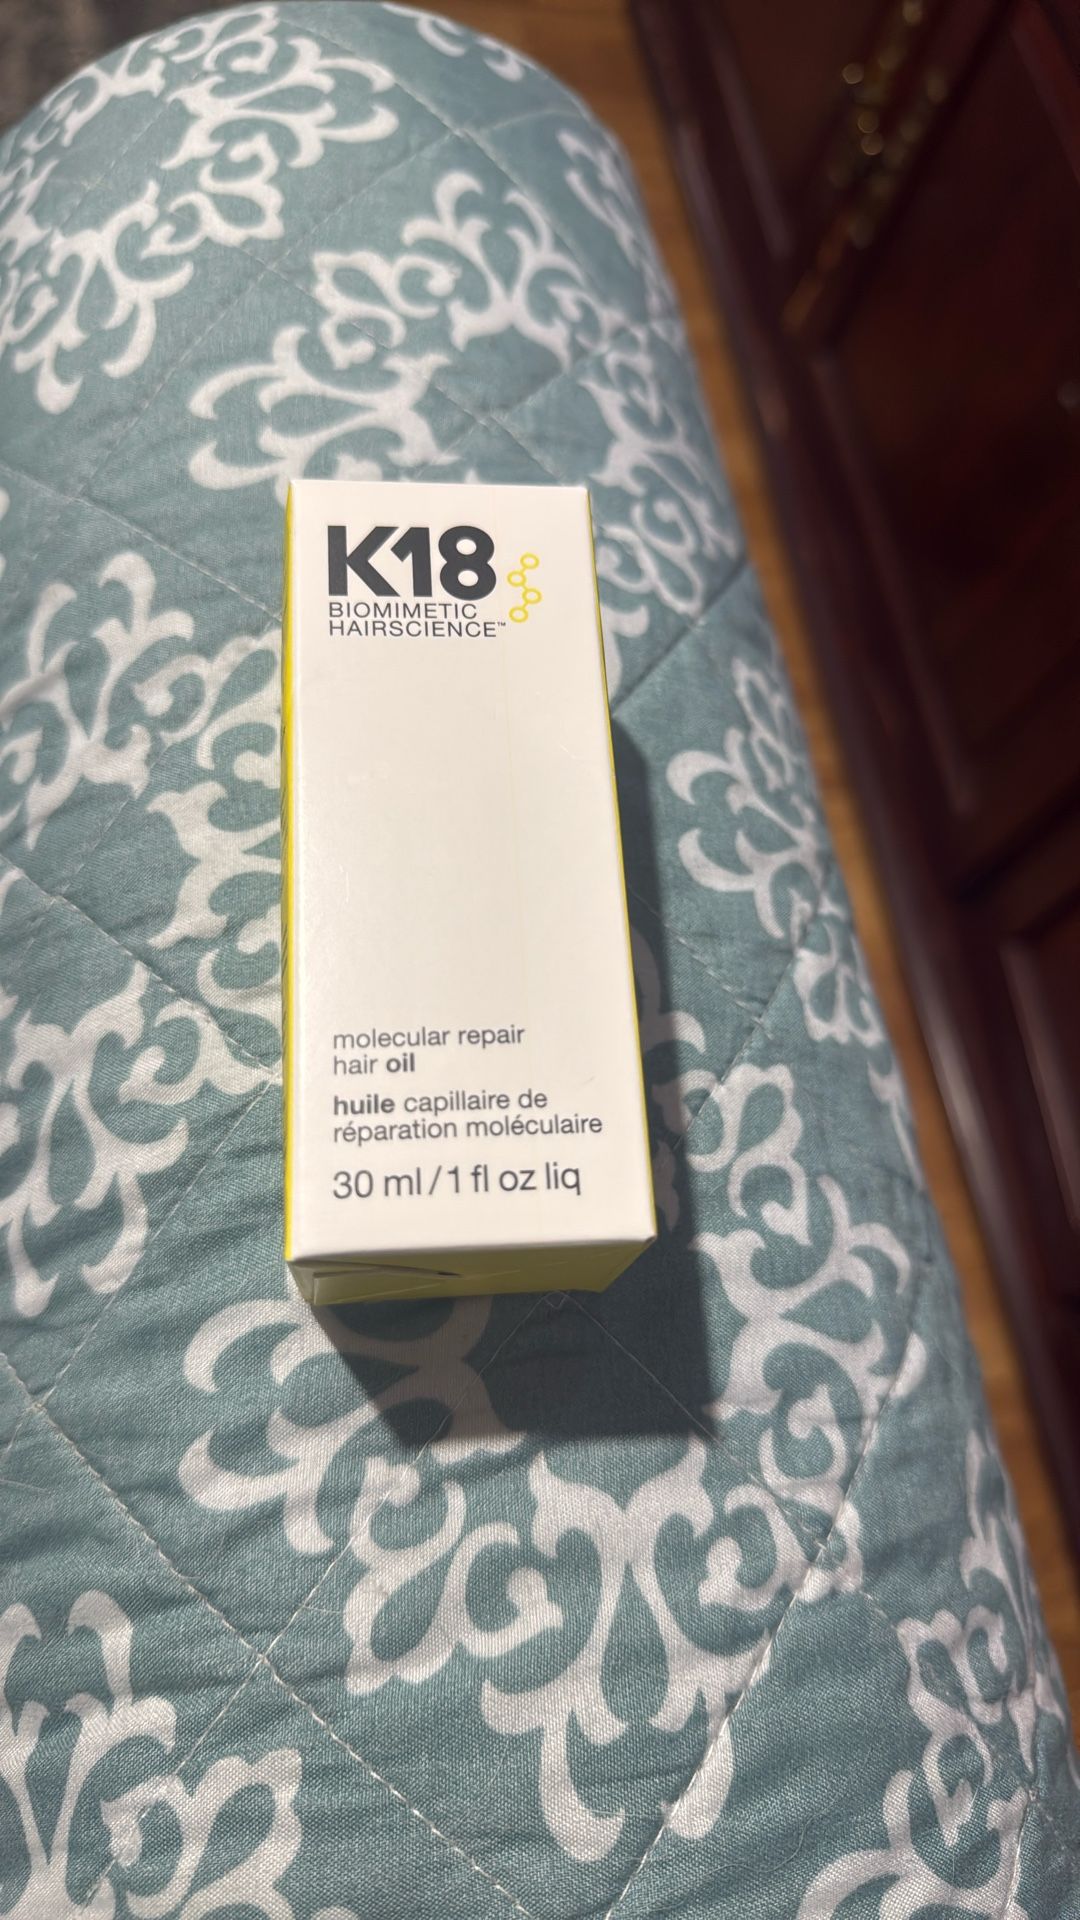 K18
BIOMIMETIC
HAIRSCIENCE™
molecular repair
hair oil
huile capillaire de
réparation moléculaire
30 ml/1 fl oz liq